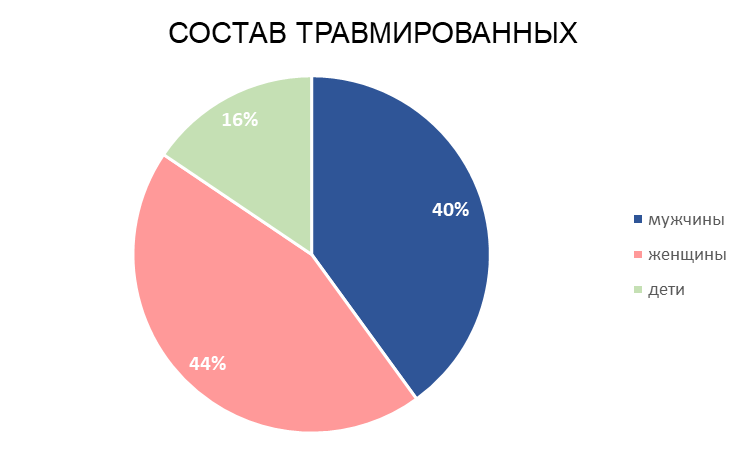 СОСТАВ ТРАВМИРОВАННЫХ
16%
40%
44%
мужчины
женщины
дети